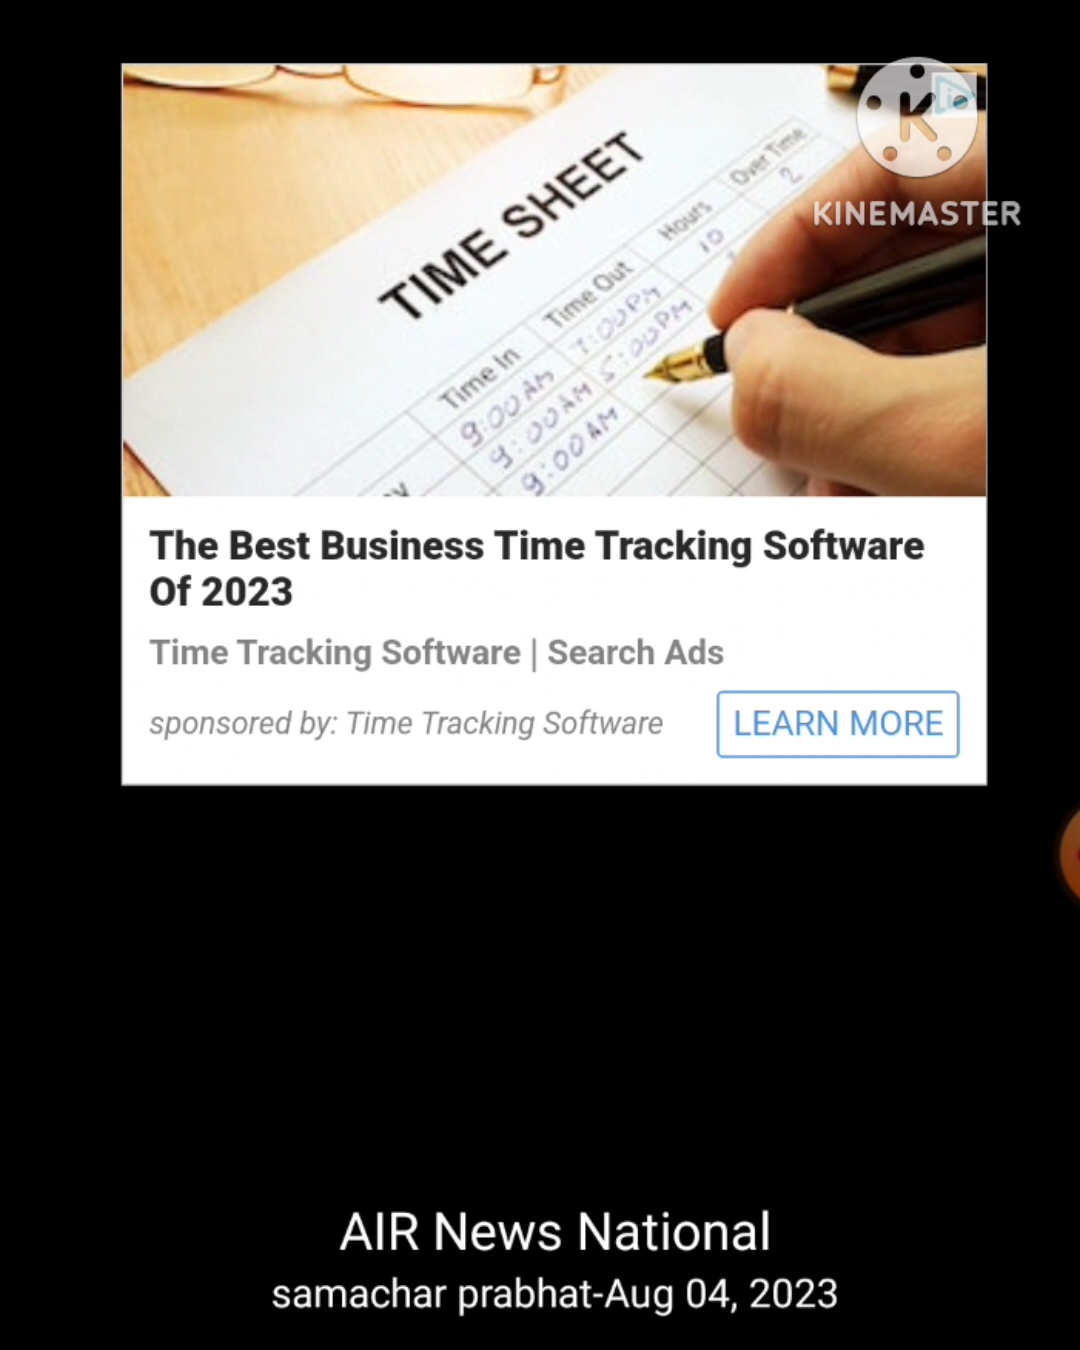 TIME SHEET
Time In
Time Out
Hours
Over Time
9:00 AM
7:00 PM
10
2
9:00 AM
5:00 PM
9:00 AM
K
KINEMASTER
The Best Business Time Tracking Software
Of 2023
Time Tracking Software | Search Ads
sponsored by: Time Tracking Software
LEARN MORE
AIR News National
samachar prabhat-Aug 04, 2023